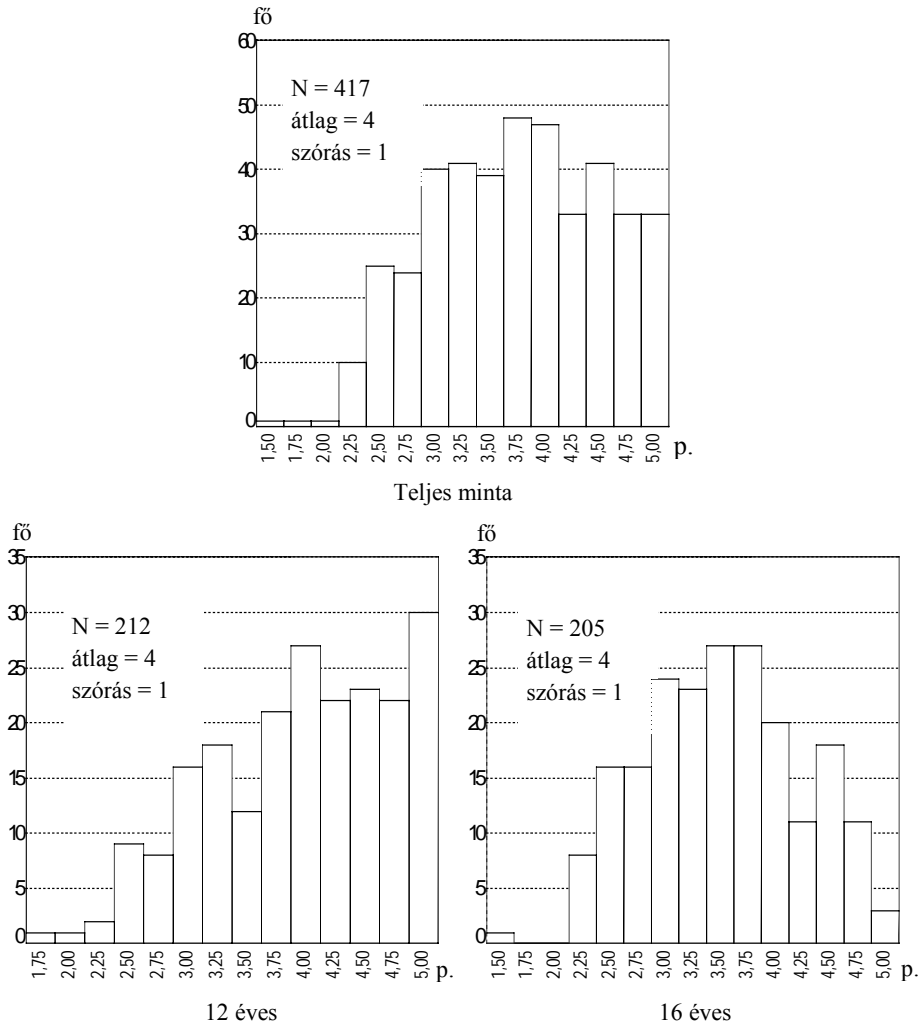 fő
60
50
40
30
20
10
0
N = 417
átlag = 4
szórás = 1
1,50 1,75 2,00 2,25 2,50 2,75 3,00 3,25 3,50 3,75 4,00 4,25 4,50 4,75 5,00 p.
Teljes minta
fő
35
30
25
20
15
10
5
0
N = 212
átlag = 4
szórás = 1
1,75 2,00 2,25 2,50 2,75 3,00 3,25 3,50 3,75 4,00 4,25 4,50 4,75 5,00 p.
12 éves
fő
35
30
25
20
15
10
5
0
N = 205
átlag = 4
szórás = 1
1,50 1,75 2,00 2,25 2,50 2,75 3,00 3,25 3,50 3,75 4,00 4,25 4,50 4,75 5,00 p.
16 éves